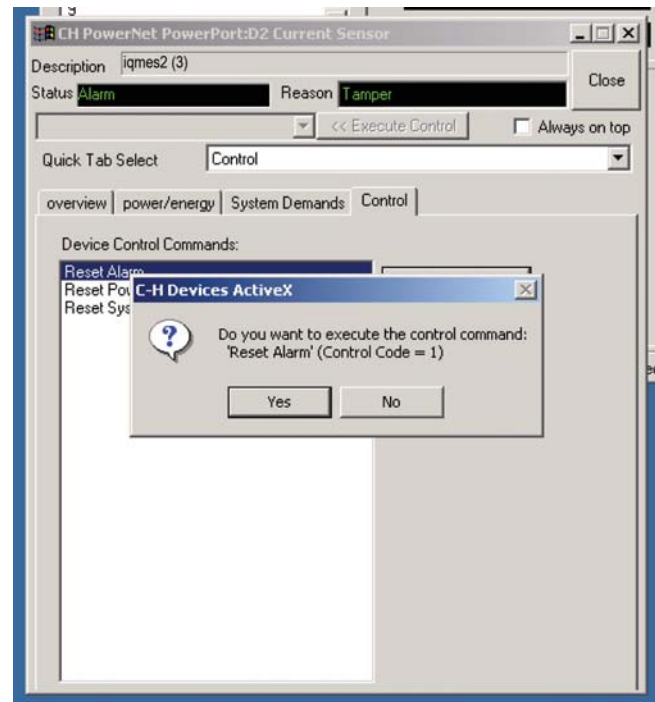 CH PowerNet PowerPort:D2 Current Sensor
Description iqmes2 (3)
Close
Status Alarm Reason Tamper
<< Execute Control Always on top
Quick Tab Select Control
overview power/energy System Demands Control
Device Control Commands:
Reset Alarm
Reset
Reset
C-H Devices ActiveX
Do you want to execute the control command:
'Reset Alarm' (Control Code = 1)
Yes No